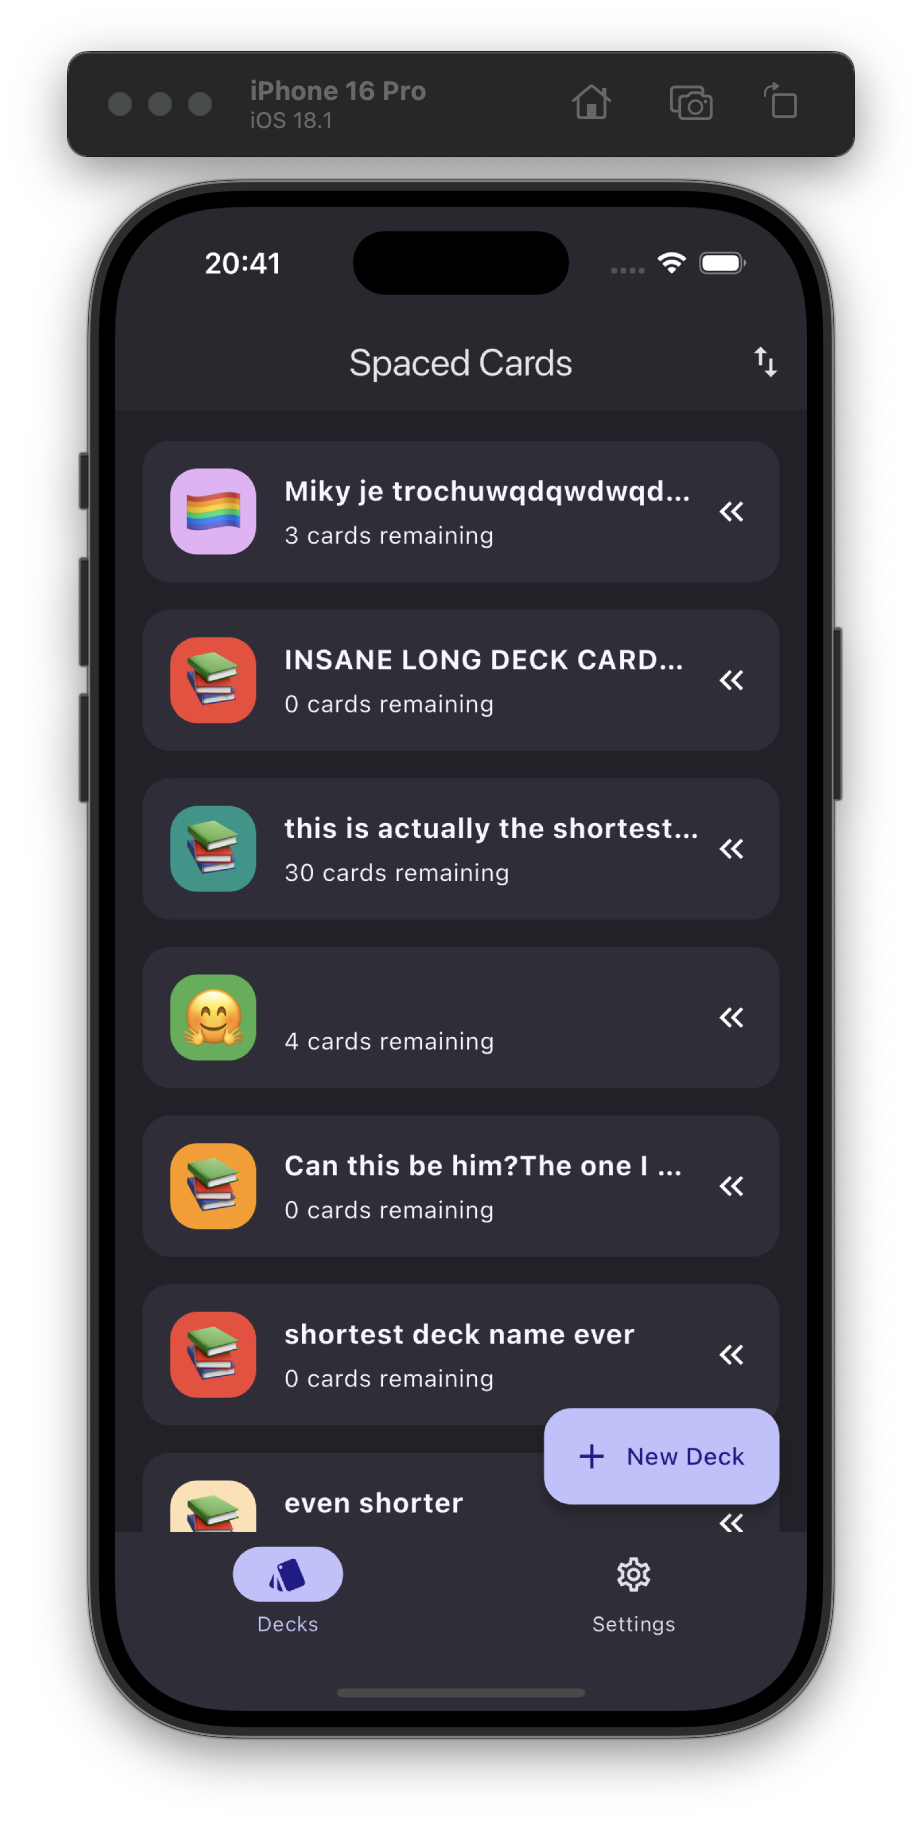 iPhone 16 Pro
iOS 18.1
20:41
Spaced Cards
Miky je trochuwqdqwdwqd...
3 cards remaining
INSANE LONG DECK CARD...
0 cards remaining
this is actually the shortest...
30 cards remaining
4 cards remaining
Can this be him?The one I ...
0 cards remaining
shortest deck name ever
0 cards remaining
+ New Deck
even shorter
Decks
Settings